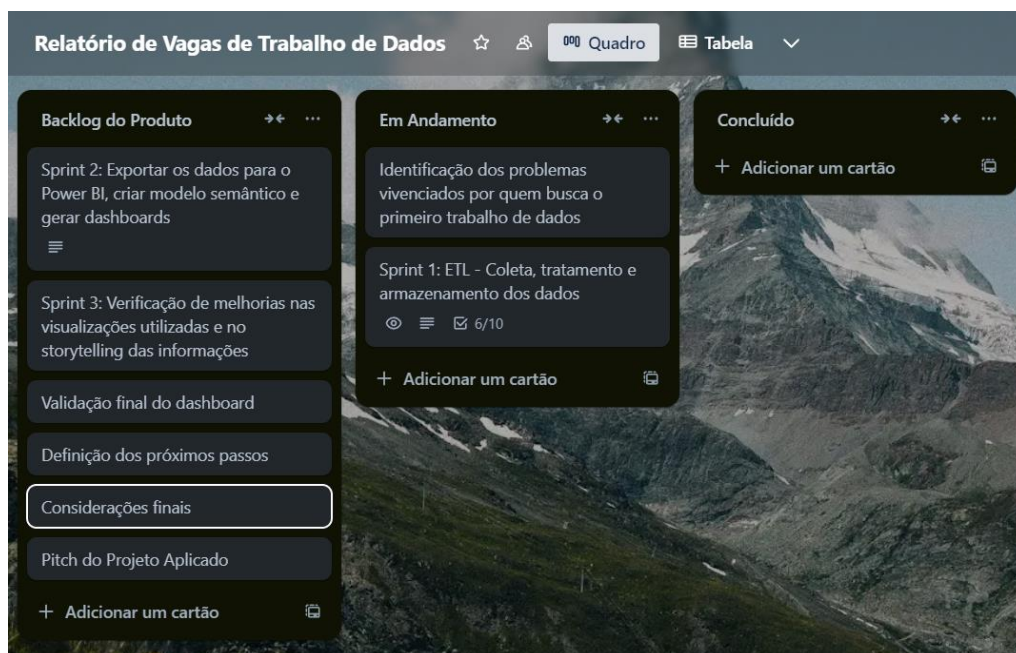 Relatório de Vagas de Trabalho de Dados
Quadro
Tabela
Backlog do Produto
Sprint 2: Exportar os dados para o
Power BI, criar modelo semântico e
gerar dashboards
Sprint 3: Verificação de melhorias nas
visualizações utilizadas e no
storytelling das informações
Validação final do dashboard
Definição dos próximos passos
Considerações finais
Pitch do Projeto Aplicado
+ Adicionar um cartão
Em Andamento
Identificação dos problemas
vivenciados por quem busca o
primeiro trabalho de dados
Sprint 1: ETL - Coleta, tratamento e
armazenamento dos dados
6/10
+ Adicionar um cartão
Concluído
+ Adicionar um cartão